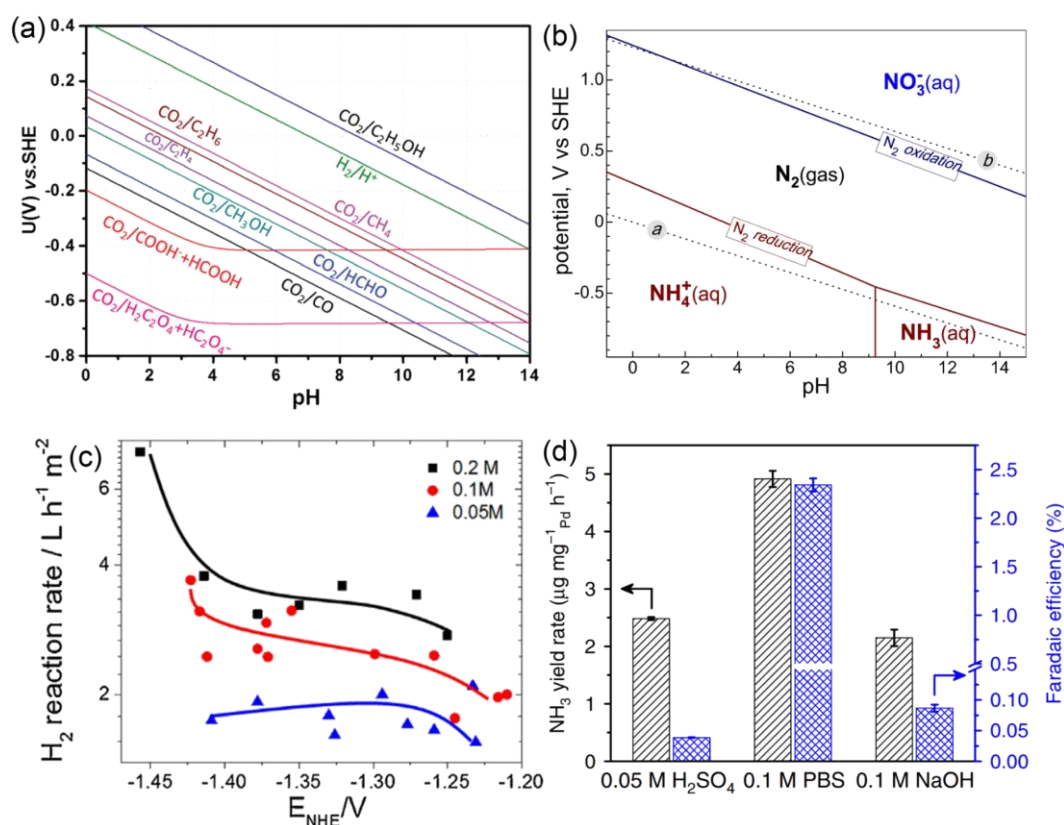 (a)
U(V) vs.SHE
0.4
0.2
0.0
-0.2
-0.4
-0.6
-0.8
CO2/C2H5OH
H2/H+
CO2/C2H6
CO2/C2H4
CO2/CH4
CO2/CH3OH
CO2/HCHO
CO2/COOH-+HCOOH
CO2/CO
CO2/H2C2O4+HC2O4-
0 2 4 6 8 10 12 14
pH
(b)
potential, V vs SHE
1.0
0.5
0
-0.5
NO3-(aq)
N2 oxidation
b
N2(gas)
N2 reduction
a
NH4+(aq)
NH3(aq)
0 2 4 6 8 10 12 14
pH
(c)
H2 reaction rate / L h-1 m-2
6
4
2
0.2 M
0.1M
0.05M
-1.45 -1.40 -1.35 -1.30 -1.25 -1.20
ENHE/V
(d)
NH3 yield rate (µg mg-1Pd h-1)
5
4
3
2
1
0
Faradaic efficiency (%)
2.5
2.0
1.5
1.0
0.5
0.10
0.05
0.00
0.05 M H2SO4 0.1 M PBS 0.1 M NaOH